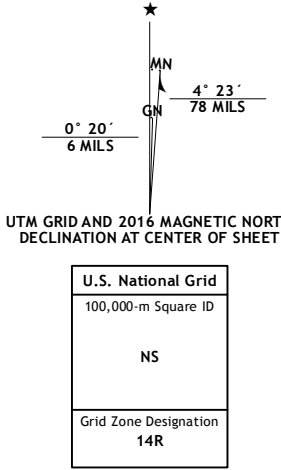 MN
4° 23´
78 MILS
GN
0° 20´
6 MILS
UTM GRID AND 2016 MAGNETIC NORT
DECLINATION AT CENTER OF SHEET
U.S. National Grid
100,000-m Square ID
NS
Grid Zone Designation
14R